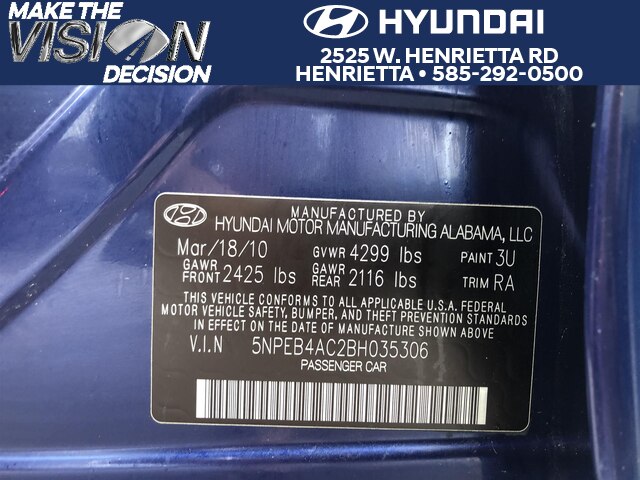 MAKE THE
VISION
DECISION
HYUNDAI
2525 W. HENRIETTA RD
HENRIETTA • 585-292-0500
MANUFACTURED BY
HYUNDAI MOTOR MANUFACTURING ALABAMA, LLC
Mar/18/10 GVWR 4299 lbs PAINT 3U
GAWR FRONT 2425 lbs GAWR REAR 2116 lbs TRIM RA
THIS VEHICLE CONFORMS TO ALL APPLICABLE U.S.A. FEDERAL
MOTOR VEHICLE SAFETY, BUMPER, AND THEFT PREVENTION STANDARDS
IN EFFECT ON THE DATE OF MANUFACTURE SHOWN ABOVE.
V.I.N 5NPEB4AC2BH035306
PASSENGER CAR